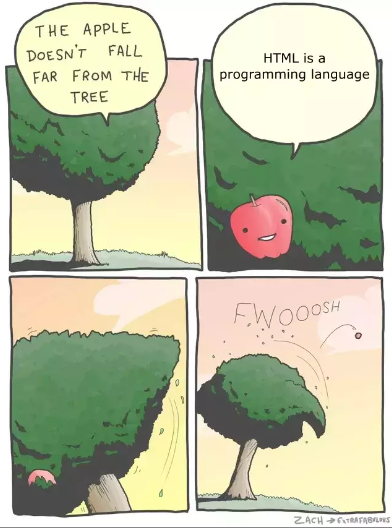 THE APPLE
DOESN'T FALL
FAR FROM THE
TREE
HTML is a
programming language
FWOOOSH
ZACH → EXTRAFABULOUS